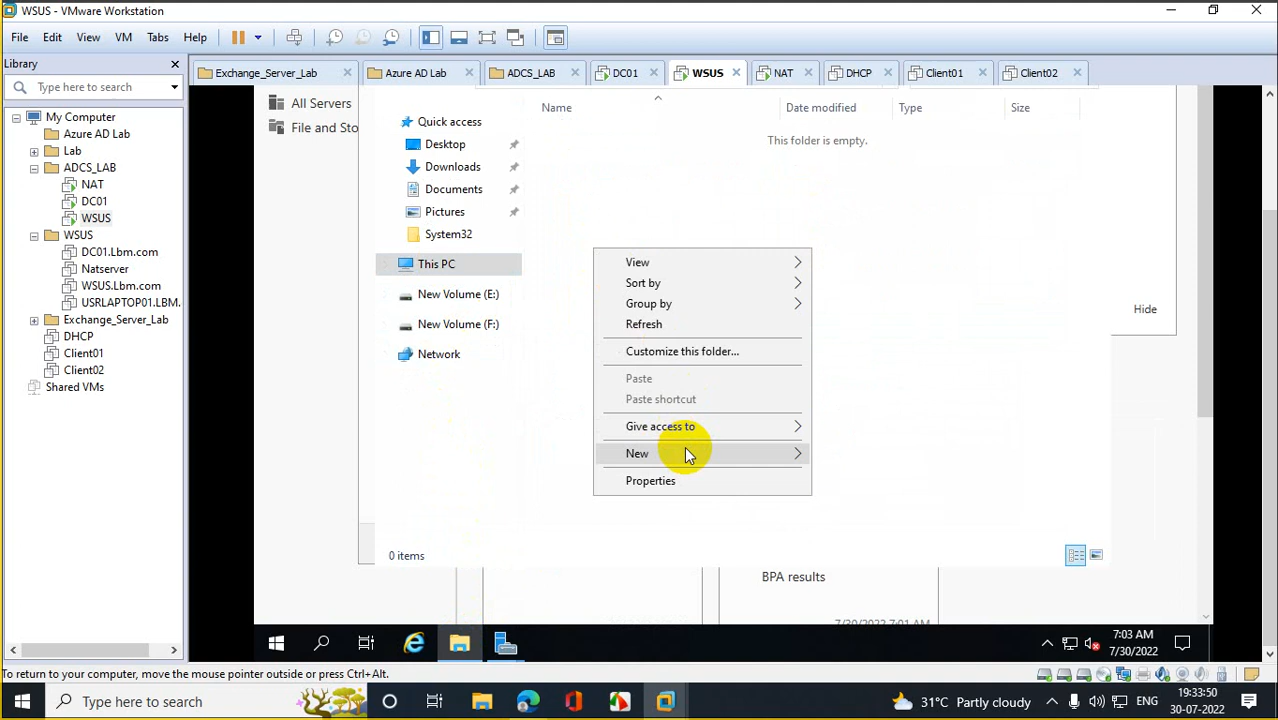 WSUS - VMware Workstation
File Edit View VM Tabs Help
Library
Type here to search
My Computer
Azure AD Lab
Lab
ADCS_LAB
NAT
DC01
WSUS
WSUS
DC01.Lbm.com
Natserver
WSUS.Lbm.com
USRLAPTOP01.LBM.
Exchange_Server_Lab
DHCP
Client01
Client02
Shared VMs
Exchange_Server_Lab Azure AD Lab ADCS_LAB DC01 WSUS NAT DHCP Client01 Client02
All Servers
File and Sto
Name Date modified Type Size
This folder is empty.
Quick access
Desktop
Downloads
Documents
Pictures
System32
This PC
New Volume (E:)
New Volume (F:)
Network
View
Sort by
Group by
Refresh
Customize this folder...
Paste
Paste shortcut
Give access to
New
Properties
Hide
0 items
BPA results
7/30/2022 7:01 AM
7:03 AM
7/30/2022
To return to your computer, move the mouse pointer outside or press Ctrl+Alt.
Type here to search
31°C Partly cloudy
ENG
19:33:50
30-07-2022